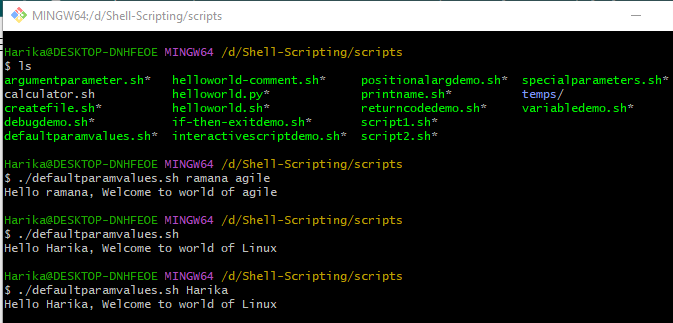 MINGW64:/d/Shell-Scripting/scripts
Harika@DESKTOP-DNHFEOE MINGW64 /d/Shell-Scripting/scripts
$ ls
argumentparameter.sh* helloworld-comment.sh* positionalargdemo.sh* specialparameters.sh*
calculator.sh helloworld.py* printname.sh* temps/
createfile.sh* helloworld.sh* returncodedemo.sh* variabledemo.sh*
debugdemo.sh* if-then-exitdemo.sh* script1.sh*
defaultparamvalues.sh* interactivescriptdemo.sh* script2.sh*
Harika@DESKTOP-DNHFEOE MINGW64 /d/Shell-Scripting/scripts
$ ./defaultparamvalues.sh ramana agile
Hello ramana, Welcome to world of agile
Harika@DESKTOP-DNHFEOE MINGW64 /d/Shell-Scripting/scripts
$ ./defaultparamvalues.sh
Hello Harika, Welcome to world of Linux
Harika@DESKTOP-DNHFEOE MINGW64 /d/Shell-Scripting/scripts
$ ./defaultparamvalues.sh Harika
Hello Harika, Welcome to world of Linux